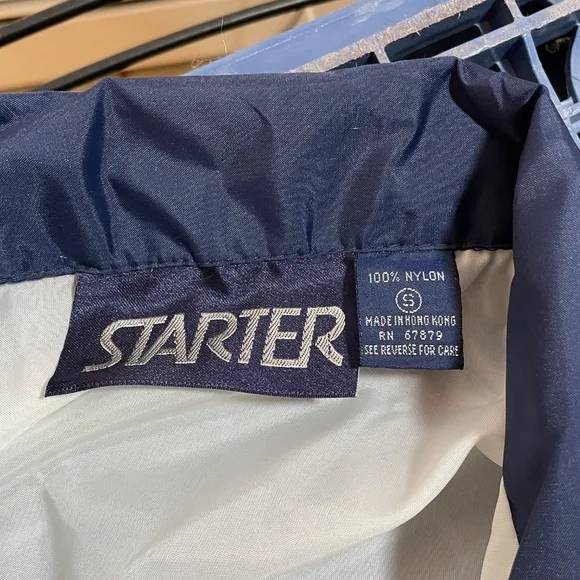 STARTER
100% NYLON
S
MADE IN HONG KONG
RN 67879
SEE REVERSE FOR CARE